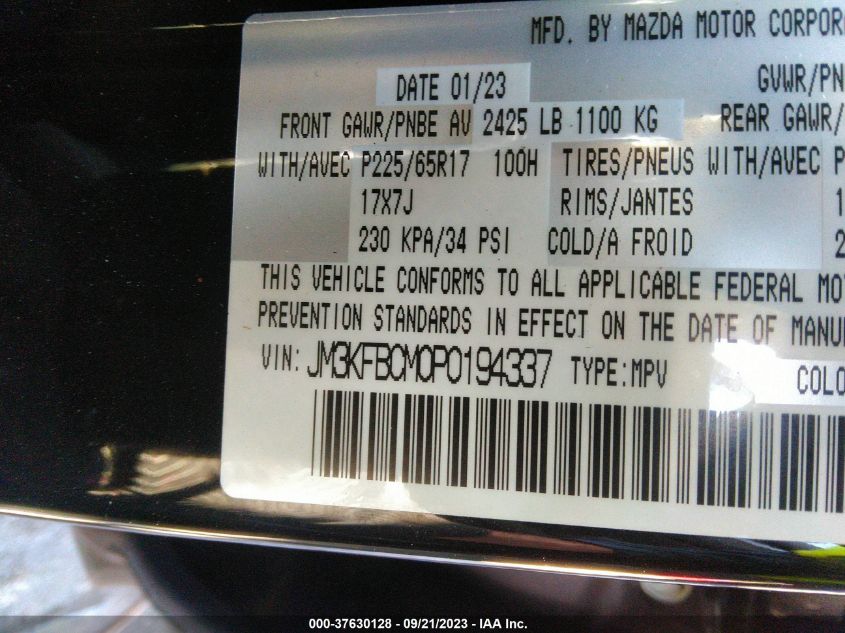 MFD. BY MAZDA MOTOR CORPORA
DATE 01/23 GVWR/PN
FRONT GAWR/PNBE AV 2425 LB 1100 KG REAR GAWR/
WITH/AVEC P225/65R17 100H TIRES/PNEUS WITH/AVEC P
17X7J RIMS/JANTES 1
230 KPA/34 PSI COLD/A FROID 2
THIS VEHICLE CONFORMS TO ALL APPLICABLE FEDERAL MO
PREVENTION STANDARDS IN EFFECT ON THE DATE OF MANU
VIN: JM3KFBCM0P0194337 TYPE:MPV COLO
000-37630128 - 09/21/2023 - IAA Inc.